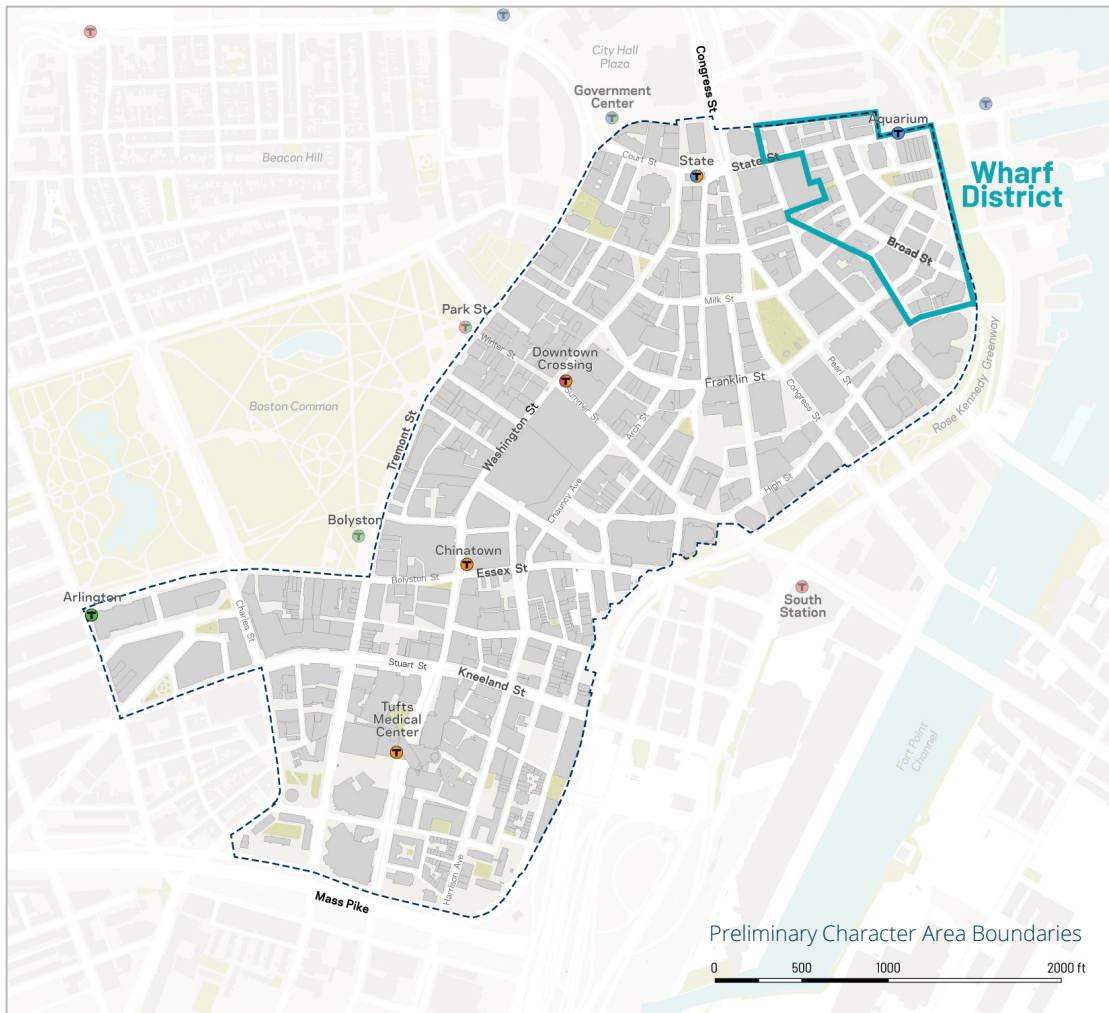 City Hall
Plaza
Congress St
Government
Center
Aquarium
Beacon Hill
Court St
State
State St
Wharf
District
Broad St
Milk St
Park St
Winter St
Downtown
Crossing
Franklin St
Pearl St
Congress St
Rose Kennedy Greenway
Boston Common
Summer St
Arch St
Tremont St
Washington St
Chauncy Ave
High St
Bolyston
Chinatown
Essex St
Bolyston St
Arlington
Charles St
South
Station
Stuart St
Kneeland St
Tufts
Medical
Center
Fort Point
Channel
Harrison Ave
Mass Pike
Preliminary Character Area Boundaries
0 500 1000 2000 ft
T
T
T
T
T
T
T
T
T
T
T
T
T